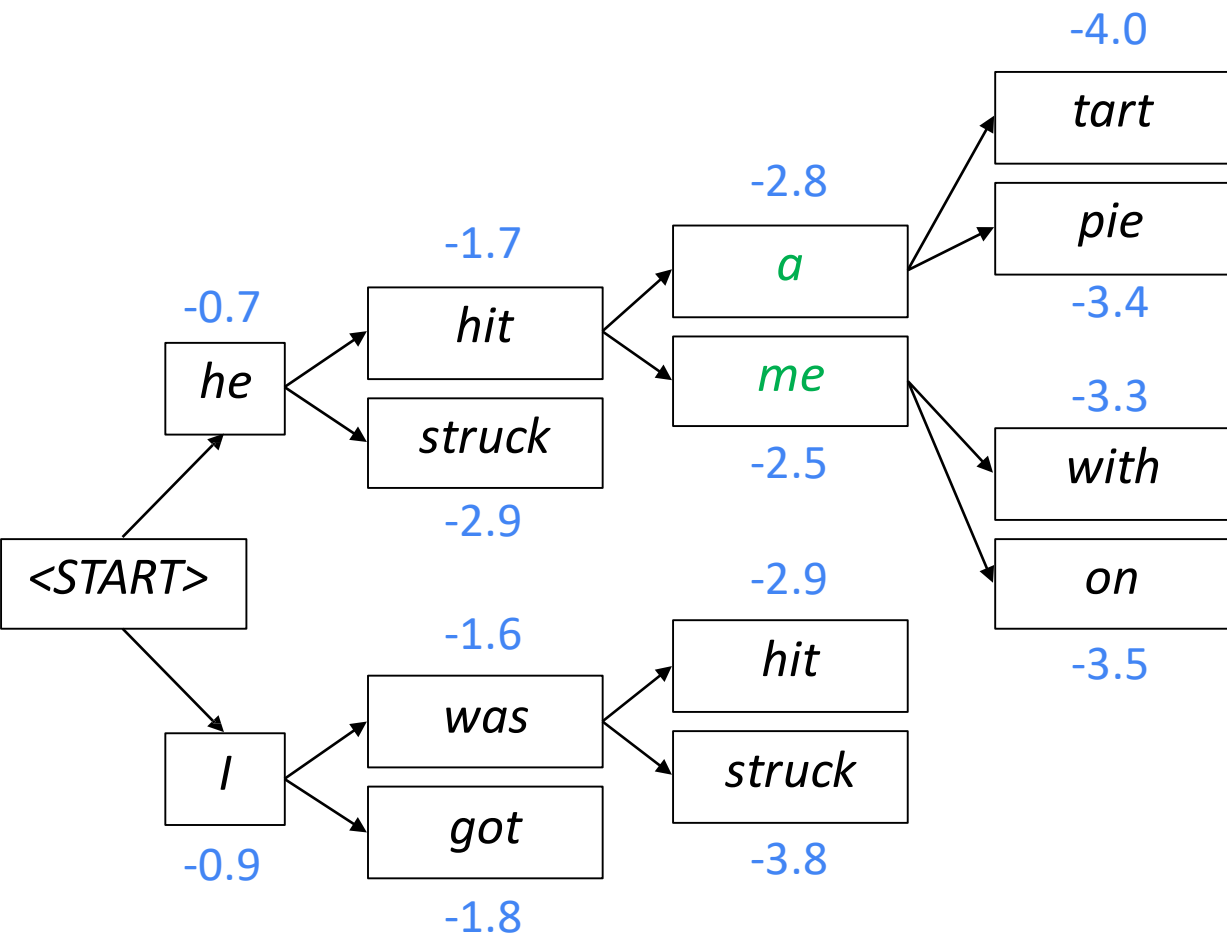 -4.0
tart
-2.8
pie
-1.7
a
-3.4
-0.7
hit
me
-3.3
he
struck
-2.5
with
-2.9
<START>
-2.9
on
-1.6
hit
-3.5
was
I
struck
got
-0.9
-3.8
-1.8